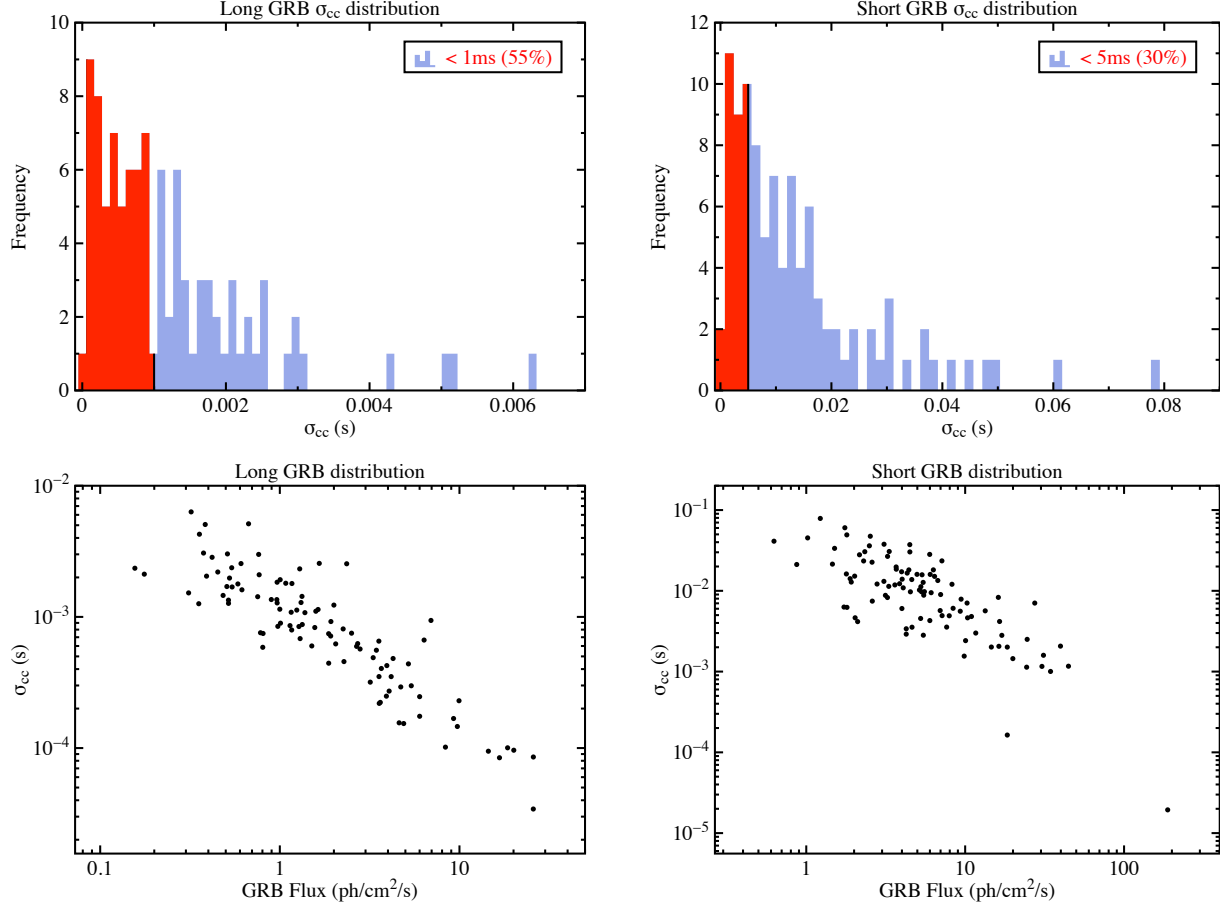 Long GRB σcc distribution
10
8
6
4
2
0
Frequency
< 1ms (55%)
0
0.002
0.004
0.006
σcc (s)
Short GRB σcc distribution
12
10
8
6
4
2
0
Frequency
< 5ms (30%)
0
0.02
0.04
0.06
0.08
σcc (s)
Long GRB distribution
10−2
10−3
10−4
σcc (s)
0.1
1
10
GRB Flux (ph/cm2/s)
Short GRB distribution
10−1
10−2
10−3
10−4
10−5
σcc (s)
1
10
100
GRB Flux (ph/cm2/s)